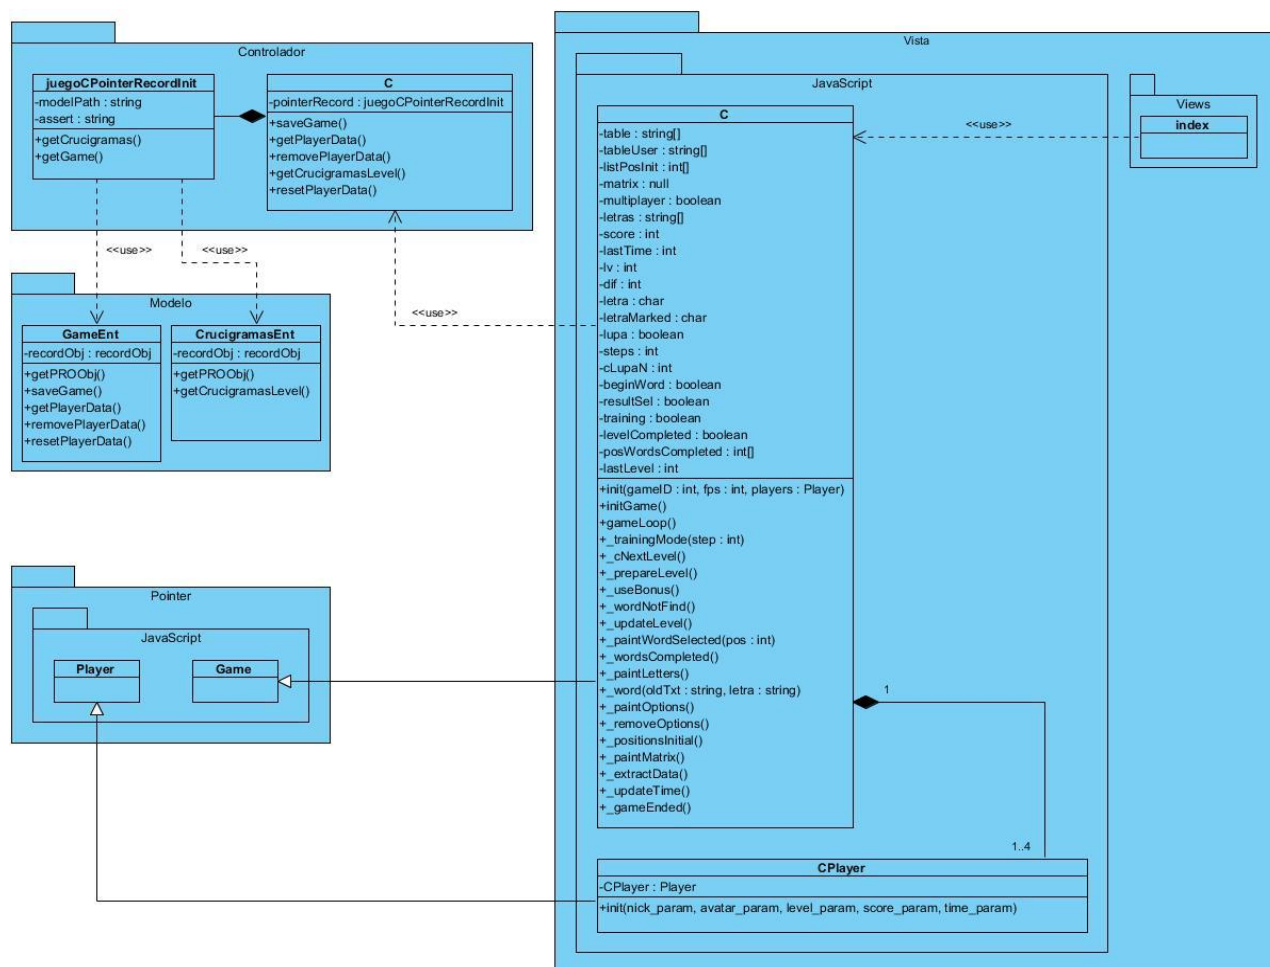 Controlador
juegoCPointerRecordInit
-modelPath : string
-assert : string
+getCrucigramas()
+getGame()
C
-pointerRecord : juegoCPointerRecordInit
+saveGame()
+getPlayerData()
+removePlayerData()
+getCrucigramasLevel()
+resetPlayerData()
<<use>>
<<use>>
<<use>>
Modelo
GameEnt
-recordObj : recordObj
+getPROObj()
+saveGame()
+getPlayerData()
+removePlayerData()
+resetPlayerData()
CrucigramasEnt
-recordObj : recordObj
+getPROObj()
+getCrucigramasLevel()
Pointer
JavaScript
Player
Game
Vista
JavaScript
C
-table : string[]
-tableUser : string[]
-listPosInit : int[]
-matrix : null
-multiplayer : boolean
-letras : string[]
-score : int
-lastTime : int
-lv : int
-dif : int
-letra : char
-letraMarked : char
-lupa : boolean
-steps : int
-cLupaN : int
-beginWord : boolean
-resultSel : boolean
-training : boolean
-levelCompleted : boolean
-posWordsCompleted : int[]
-lastLevel : int
+init(gameID : int, fps : int, players : Player)
+initGame()
+gameLoop()
+_trainingMode(step : int)
+_cNextLevel()
+_prepareLevel()
+_useBonus()
+_wordNotFind()
+_updateLevel()
+_paintWordSelected(pos : int)
+_wordsCompleted()
+_paintLetters()
+_word(oldTxt : string, letra : string)
+_paintOptions()
+_removeOptions()
+_positionsInitial()
+_paintMatrix()
+_extractData()
+_updateTime()
+_gameEnded()
<<use>>
Views
index
1
1..4
CPlayer
-CPlayer : Player
+init(nick_param, avatar_param, level_param, score_param, time_param)